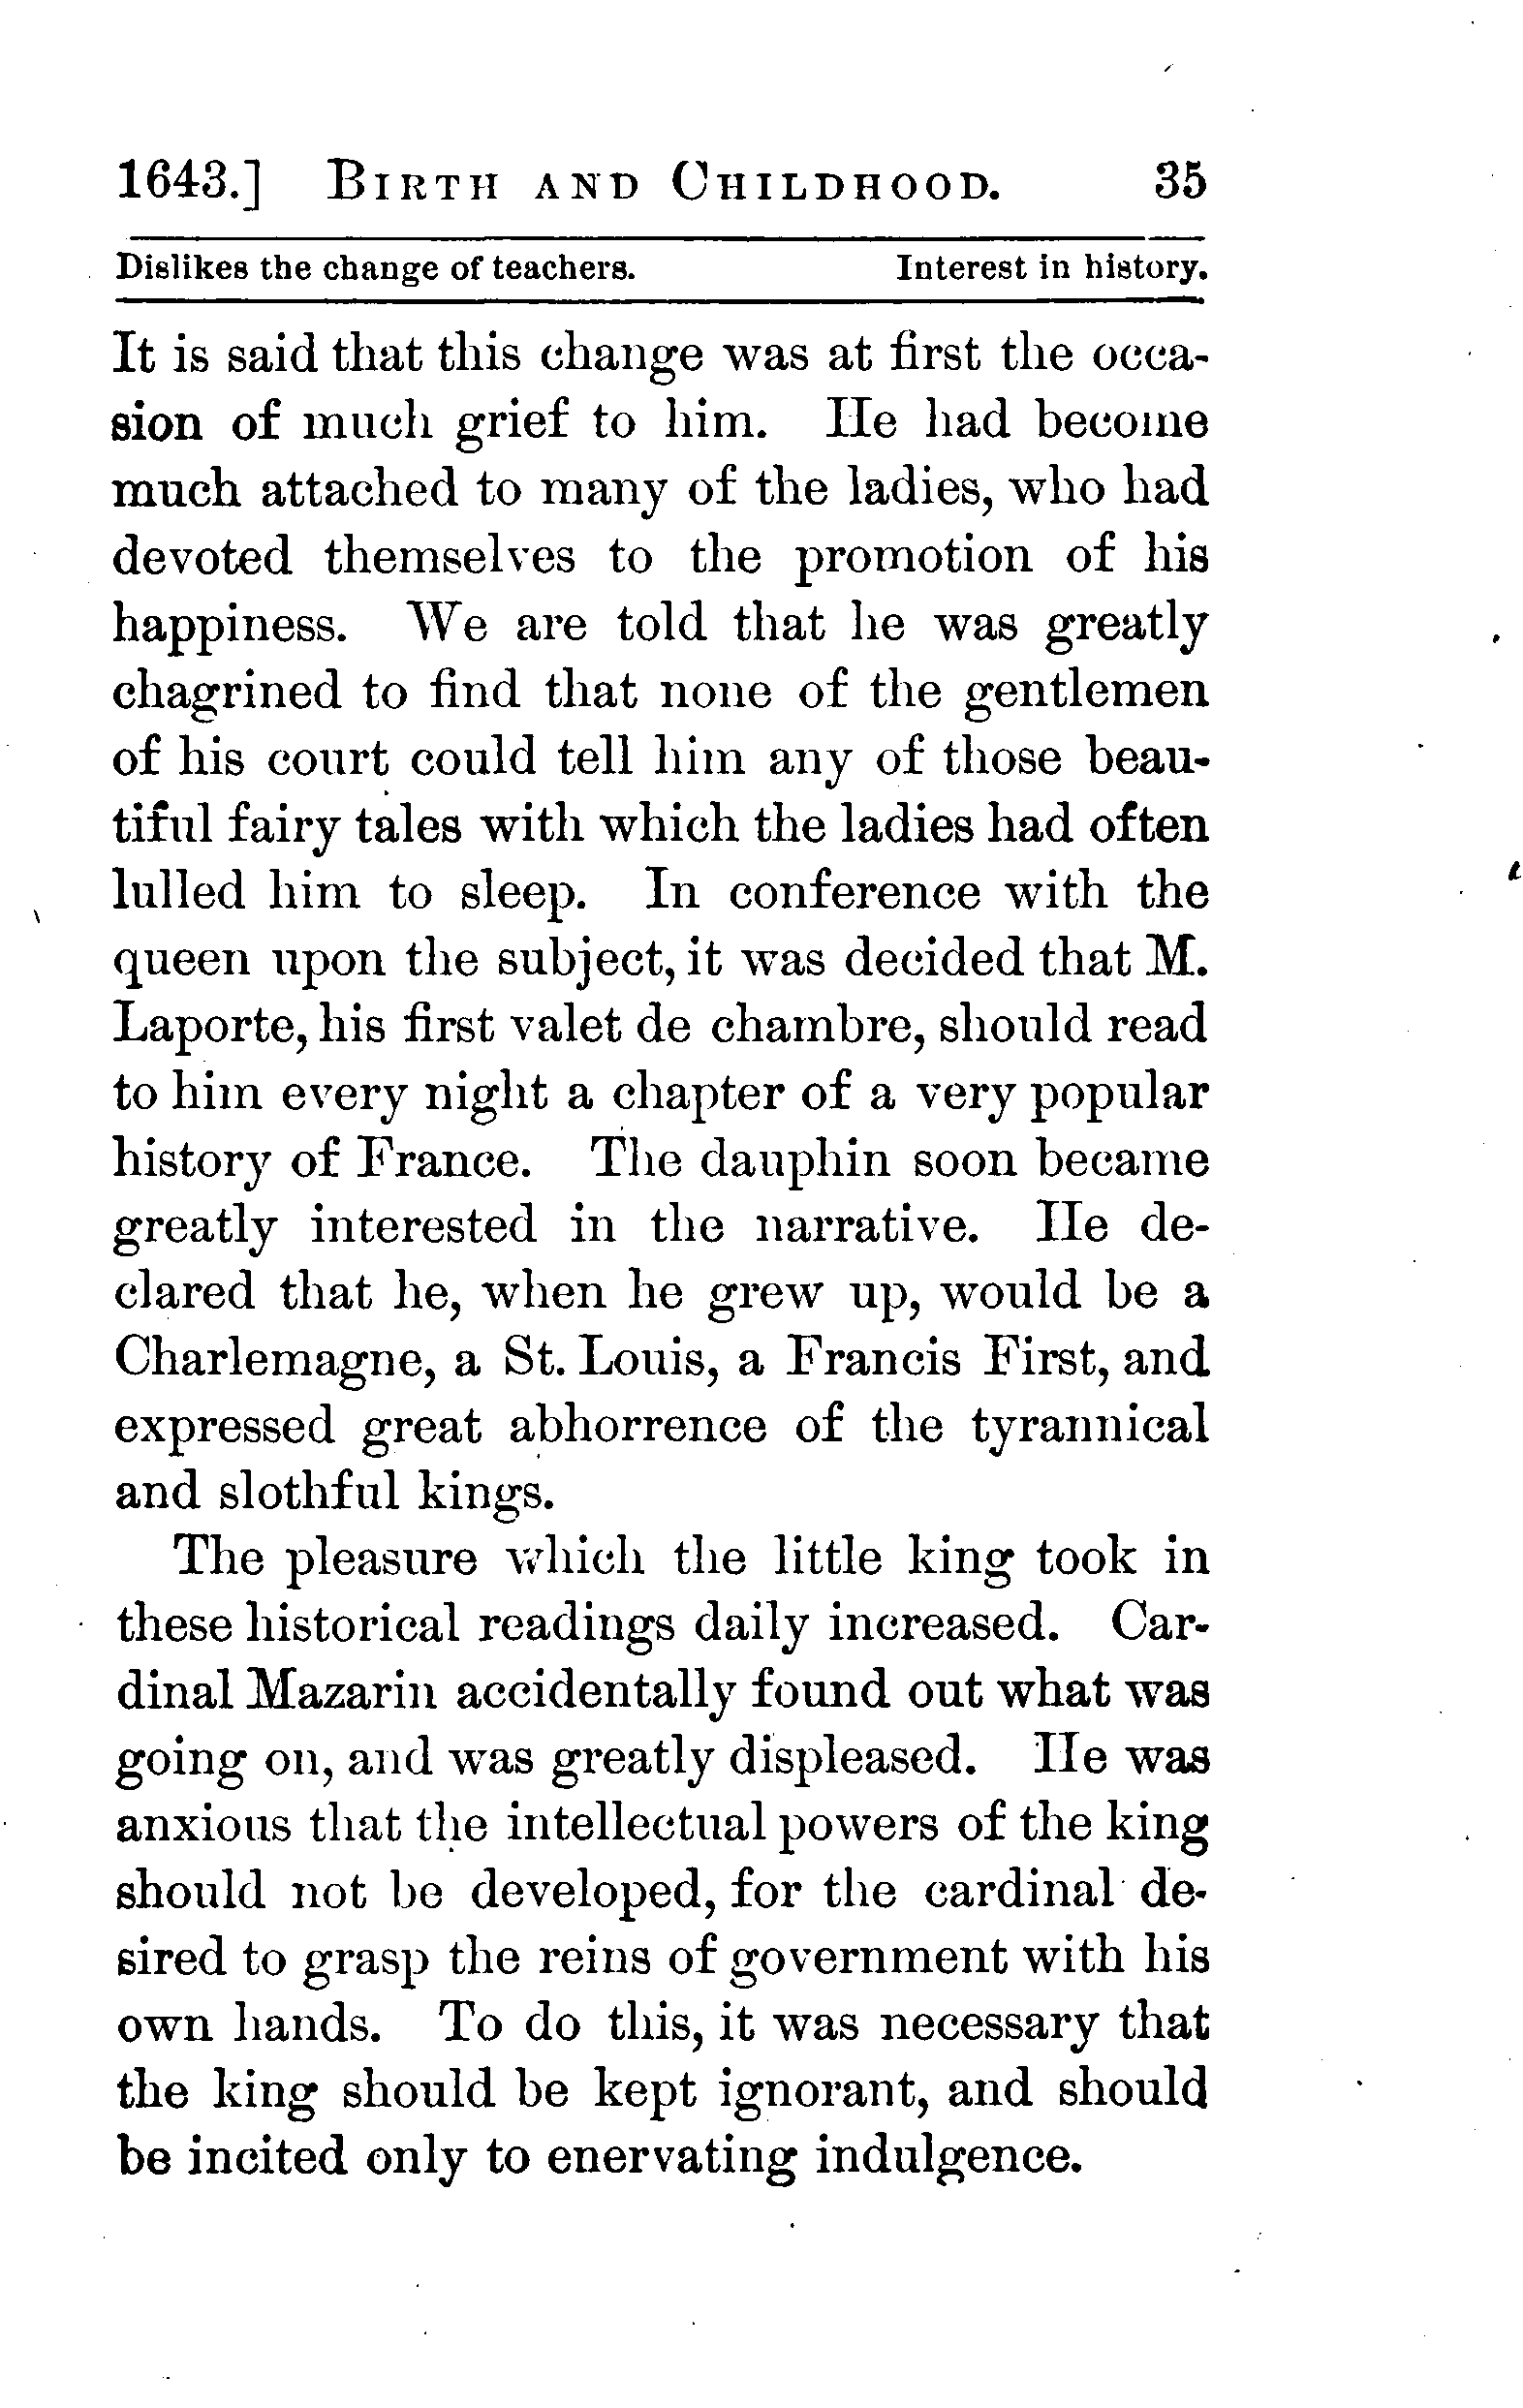 1643.] BIRTH AND CHILDHOOD. 35
Dislikes the change of teachers. Interest in history.
It is said that this change was at first the occa-
sion of much grief to him. He had become
much attached to many of the ladies, who had
devoted themselves to the promotion of his
happiness. We are told that he was greatly
chagrined to find that none of the gentlemen
of his court could tell him any of those beau-
tiful fairy tales with which the ladies had often
lulled him to sleep. In conference with the
queen upon the subject, it was decided that M.
Laporte, his first valet de chambre, should read
to him every night a chapter of a very popular
history of France. The dauphin soon became
greatly interested in the narrative. He de-
clared that he, when he grew up, would be a
Charlemagne, a St. Louis, a Francis First, and
expressed great abhorrence of the tyrannical
and slothful kings.
The pleasure which the little king took in
these historical readings daily increased. Car-
dinal Mazarin accidentally found out what was
going on, and was greatly displeased. He was
anxious that the intellectual powers of the king
should not be developed, for the cardinal de-
sired to grasp the reins of government with his
own hands. To do this, it was necessary that
the king should be kept ignorant, and should
be incited only to enervating indulgence.